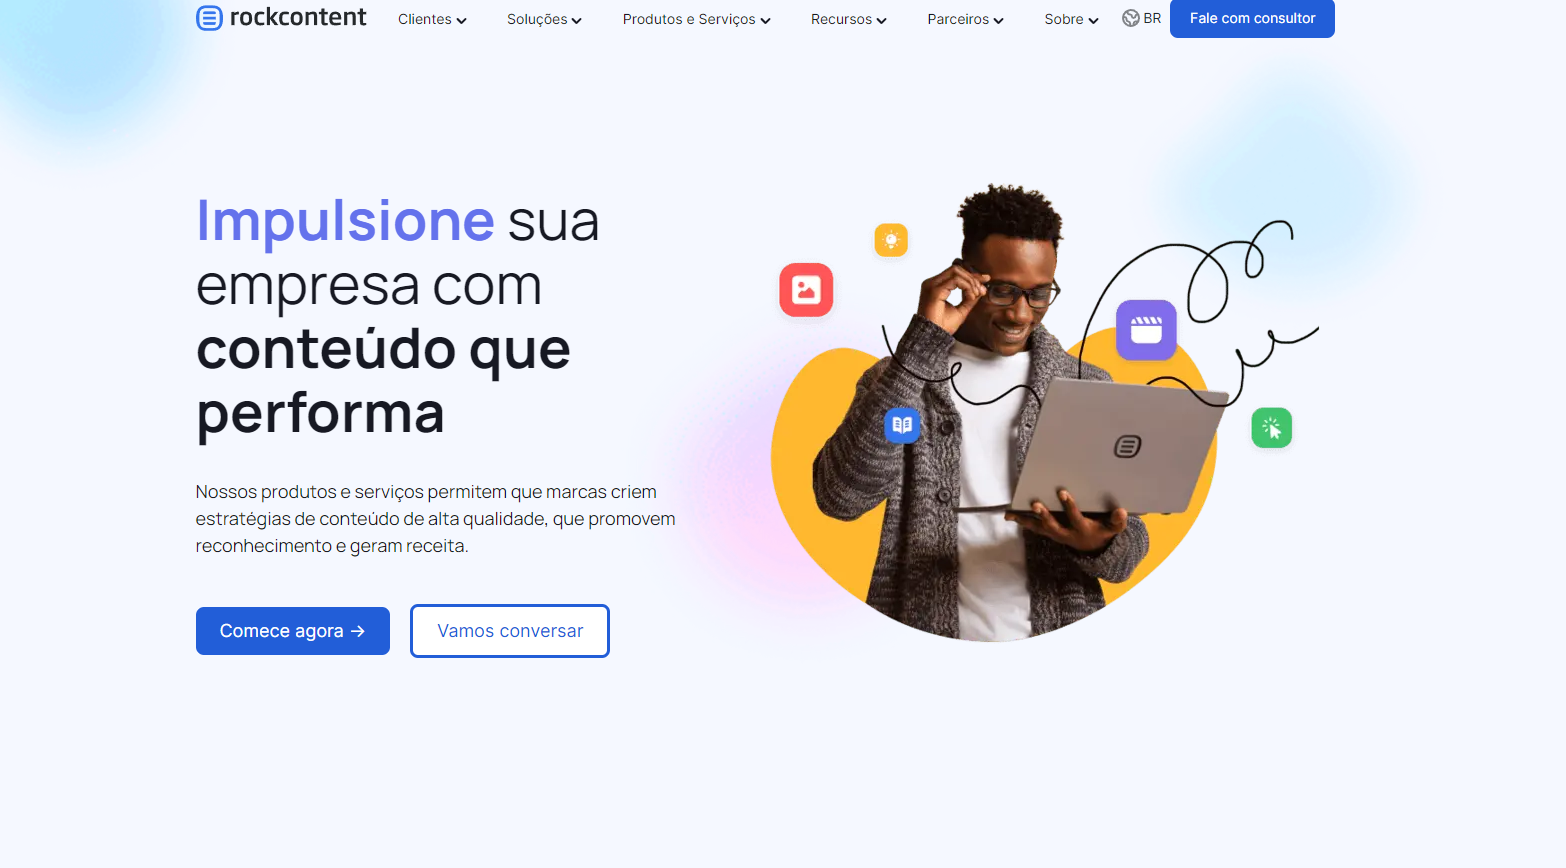 rockcontent
Clientes
Soluções
Produtos e Serviços
Recursos
Parceiros
Sobre
BR
Fale com consultor
Impulsione sua
empresa com
conteúdo que
performa
Nossos produtos e serviços permitem que marcas criem
estratégias de conteúdo de alta qualidade, que promovem
reconhecimento e geram receita.
Comece agora →
Vamos conversar